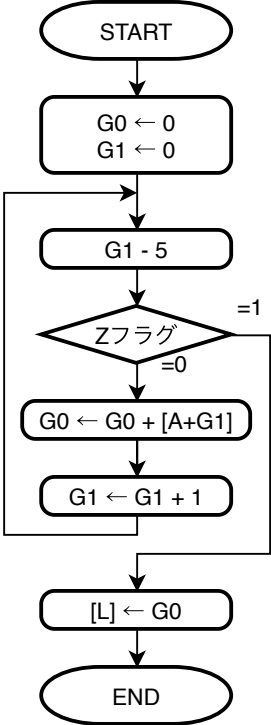 START
G0 ← 0
G1 ← 0
G1 - 5
=1
Zフラグ
=0
G0 ← G0 + [A+G1]
G1 ← G1 + 1
[L] ← G0
END